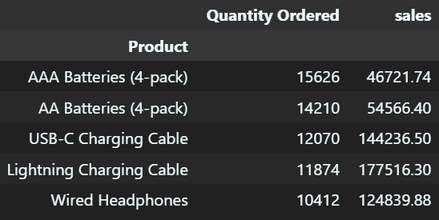 Quantity Ordered sales
Product
AAA Batteries (4-pack) 15626 46721.74
AA Batteries (4-pack) 14210 54566.40
USB-C Charging Cable 12070 144236.50
Lightning Charging Cable 11874 177516.30
Wired Headphones 10412 124839.88